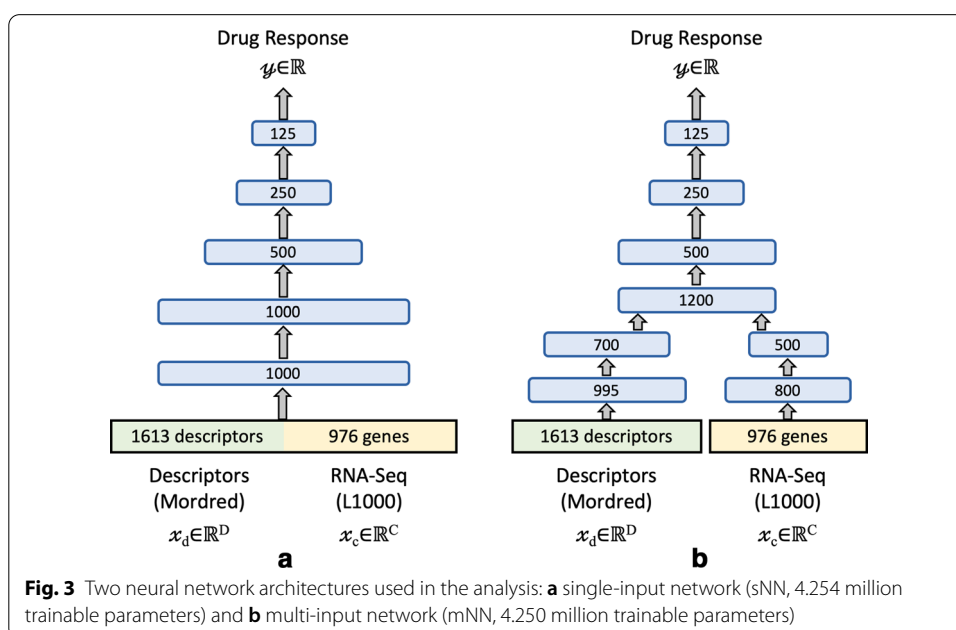 Drug Response
𝓎∈ℝ
125
250
500
1000
1000
1613 descriptors 976 genes
Descriptors
(Mordred)
𝓍d∈ℝD
RNA-Seq
(L1000)
𝓍c∈ℝC
a
Drug Response
𝓎∈ℝ
125
250
500
1200
700 500
995 800
1613 descriptors 976 genes
Descriptors
(Mordred)
𝓍d∈ℝD
RNA-Seq
(L1000)
𝓍c∈ℝC
b
Fig. 3 Two neural network architectures used in the analysis: a single-input network (sNN, 4.254 million
trainable parameters) and b multi-input network (mNN, 4.250 million trainable parameters)